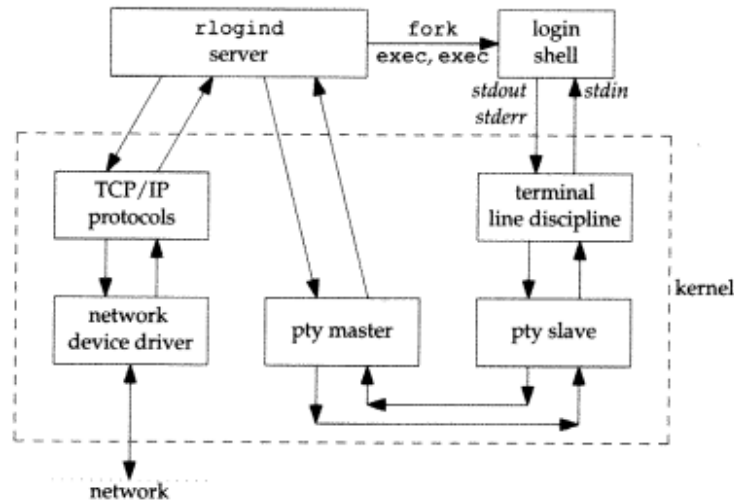 rlogind
server
fork
exec, exec
login
shell
stdout
stderr
stdin
TCP/IP
protocols
terminal
line discipline
kernel
network
device driver
pty master
pty slave
network